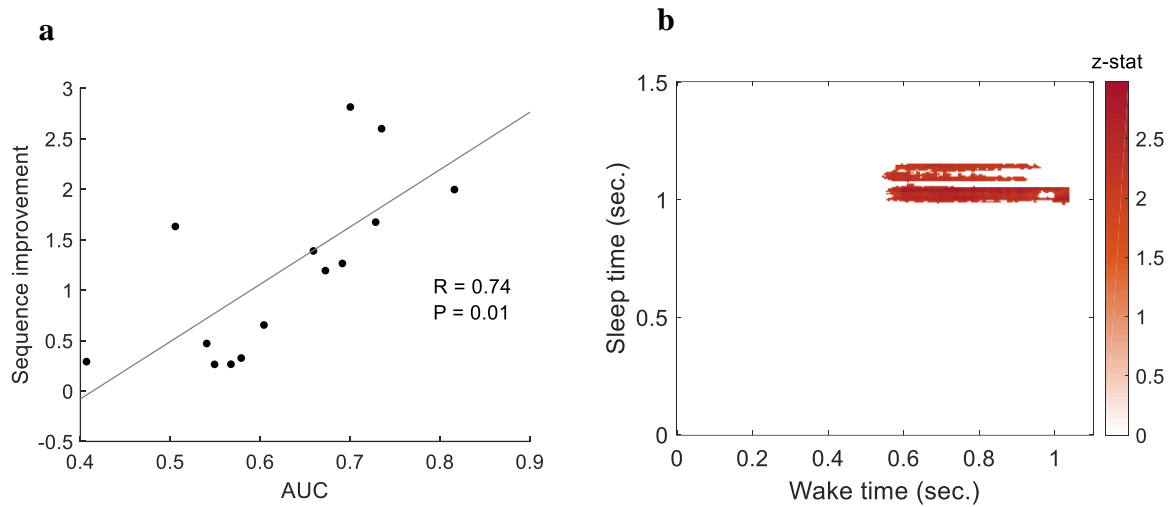 a
3
2.5
2
1.5
1
0.5
0
-0.5
Sequence improvement
R = 0.74
P = 0.01
0.4 0.5 0.6 0.7 0.8 0.9
AUC
b
z-stat
1.5
1
0.5
0
Sleep time (sec.)
0 0.2 0.4 0.6 0.8 1
Wake time (sec.)
2.5
2
1.5
1
0.5
0